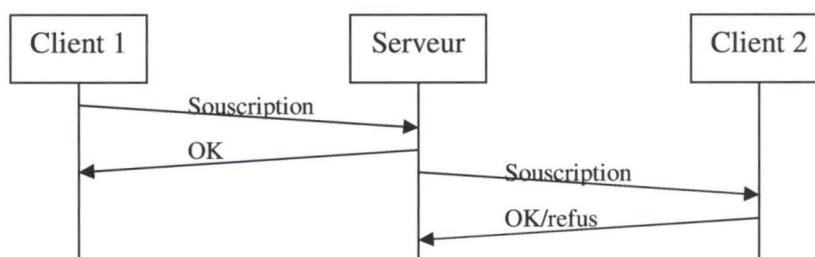 Client 1
Serveur
Client 2
Souscription
OK
Souscription
OK/refus